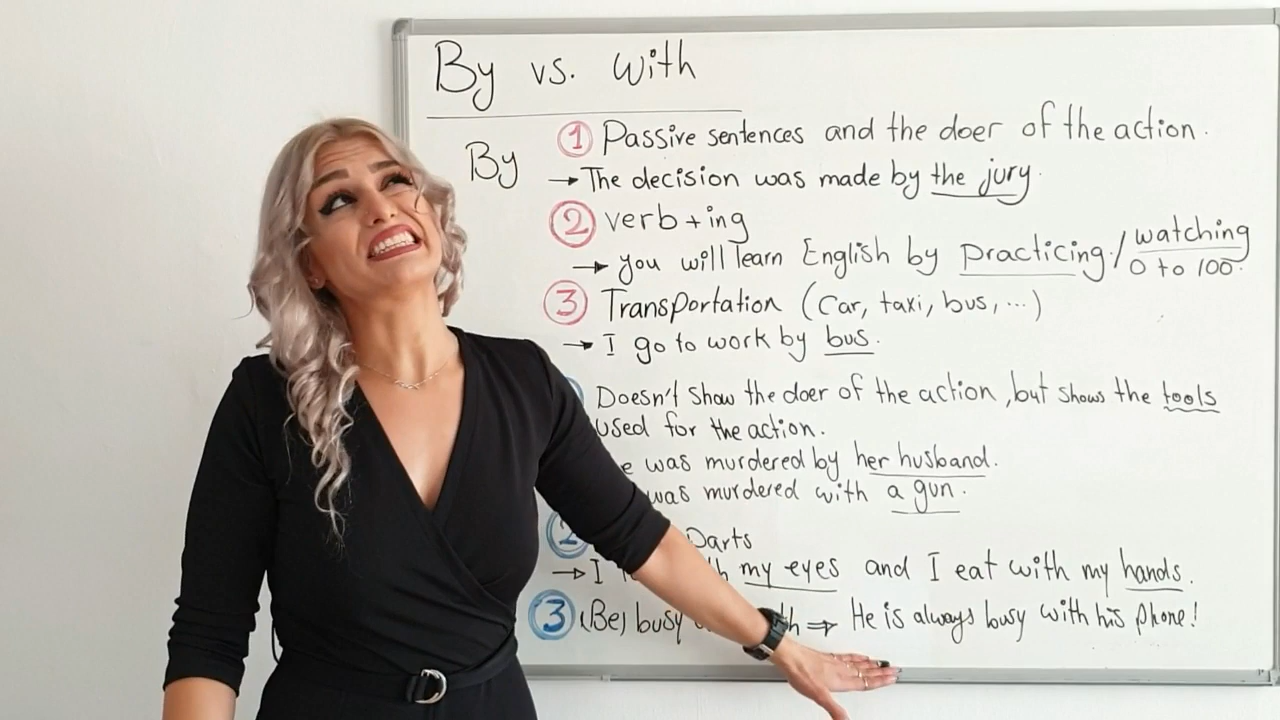 By vs. With
By
① Passive sentences and the doer of the action.
→ The decision was made by the jury.
② verb + ing
→ you will learn English by practicing. / watching 0 to 100.
③ Transportation (Car, taxi, bus, ...)
→ I go to work by bus.
Doesn't show the doer of the action, but shows the tools
used for the action.
was murdered by her husband.
was murdered with a gun.
2
→ I my eyes and I eat with my hands.
③ (Be) busy ⇒ He is always busy with his phone!